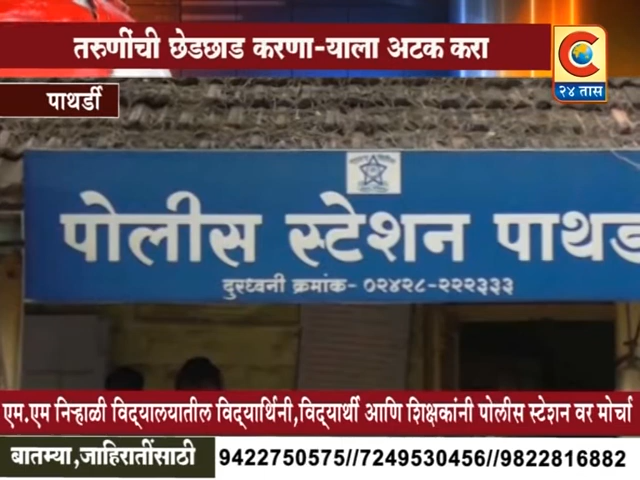 तरुणींची छेडछाड करणा-याला अटक करा
C
२४ तास
पाथर्डी
पोलीस स्टेशन पाथर्ड
दुरध्वनी क्रमांक- ०२४२८-२२२३३३
एम.एम निऱ्हाळी विद्यालयातील विद्यार्थिनी,विद्यार्थी आणि शिक्षकांनी पोलीस स्टेशन वर मोर्चा
बातम्या,जाहिरातींसाठी
9422750575//7249530456//9822816882